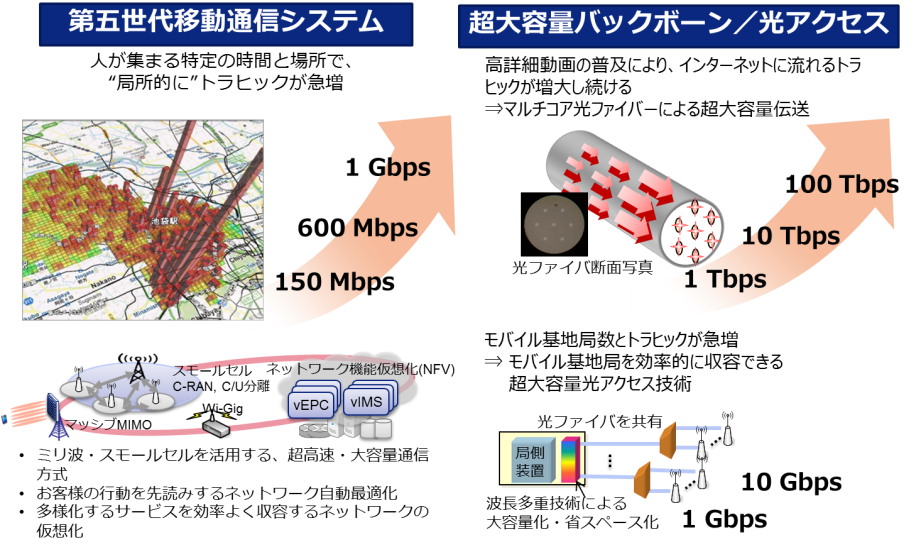 第五世代移動通信システム
人が集まる特定の時間と場所で、
“局所的に”トラヒックが急増
1 Gbps
600 Mbps
150 Mbps
池袋駅
Nakano
スモールセル
C-RAN, C/U分離
ネットワーク機能仮想化(NFV)
vEPC
vIMS
Wi-Gig
マッシブMIMO
• ミリ波・スモールセルを活用する、超高速・大容量通信
方式
• お客様の行動を先読みするネットワーク自動最適化
• 多様化するサービスを効率よく収容するネットワークの
仮想化
超大容量バックボーン／光アクセス
高詳細動画の普及により、インターネットに流れるトラ
ヒックが増大し続ける
⇒マルチコア光ファイバーによる超大容量伝送
100 Tbps
10 Tbps
1 Tbps
光ファイバ断面写真
モバイル基地局数とトラヒックが急増
⇒ モバイル基地局を効率的に収容できる
超大容量光アクセス技術
光ファイバを共有
局側
装置
波長多重技術による
大容量化・省スペース化
10 Gbps
1 Gbps